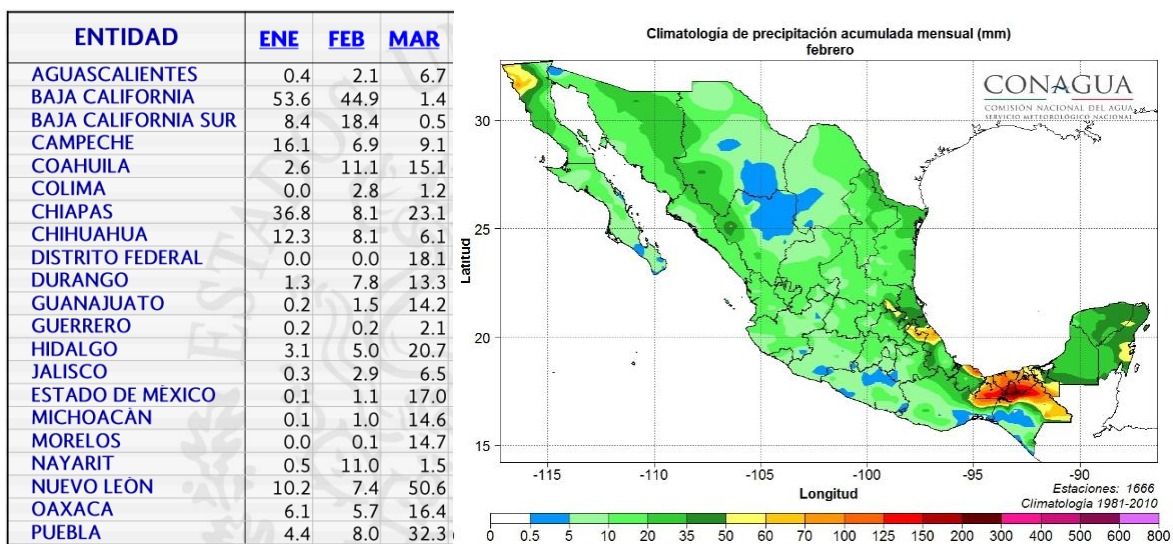 ENTIDAD ENE FEB MAR
AGUASCALIENTES 0.4 2.1 6.7
BAJA CALIFORNIA 53.6 44.9 1.4
BAJA CALIFORNIA SUR 8.4 18.4 0.5
CAMPECHE 16.1 6.9 9.1
COAHUILA 2.6 11.1 15.1
COLIMA 0.0 2.8 1.2
CHIAPAS 36.8 8.1 23.1
CHIHUAHUA 12.3 8.1 6.1
DISTRITO FEDERAL 0.0 0.0 18.1
DURANGO 1.3 7.8 13.3
GUANAJUATO 0.2 1.5 14.2
GUERRERO 0.2 0.2 2.1
HIDALGO 3.1 5.0 20.7
JALISCO 0.3 2.9 6.5
ESTADO DE MÉXICO 0.1 1.1 17.0
MICHOACÁN 0.1 1.0 14.6
MORELOS 0.0 0.1 14.7
NAYARIT 0.5 11.0 1.5
NUEVO LEÓN 10.2 7.4 50.6
OAXACA 6.1 5.7 16.4
PUEBLA 4.4 8.0 32.3
ESTADOS U
Climatología de precipitación acumulada mensual (mm)
febrero
CONAGUA
COMISIÓN NACIONAL DEL AGUA
SERVICIO METEOROLÓGICO NACIONAL
Latitud
30
25
20
15
-115 -110 -105 -100 -95 -90
Longitud
Estaciones: 1666
Climatología 1981-2010
0 0.5 5 10 20 35 50 60 70 100 125 150 200 300 400 500 600 800